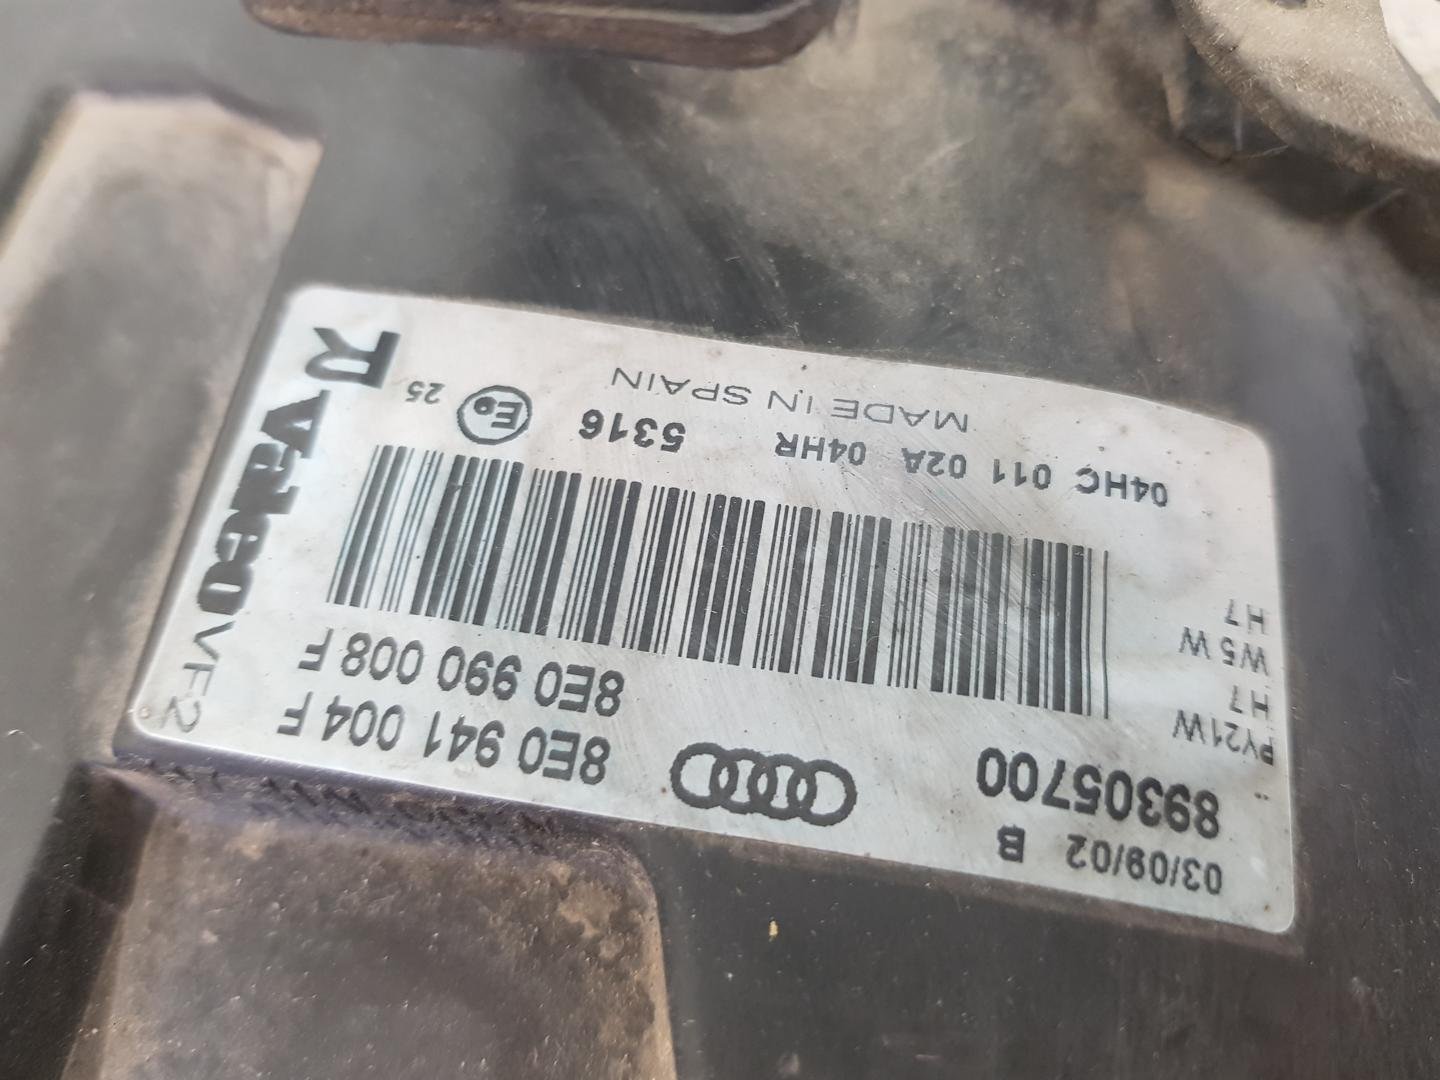 03/09/02 B
89305700
8E0 941 004 F
8E0 990 008 F
PY21W
H7
W5W
H7
04HC 011 02A 04HR 5316
MADE IN SPAIN
25
Valeo VF2